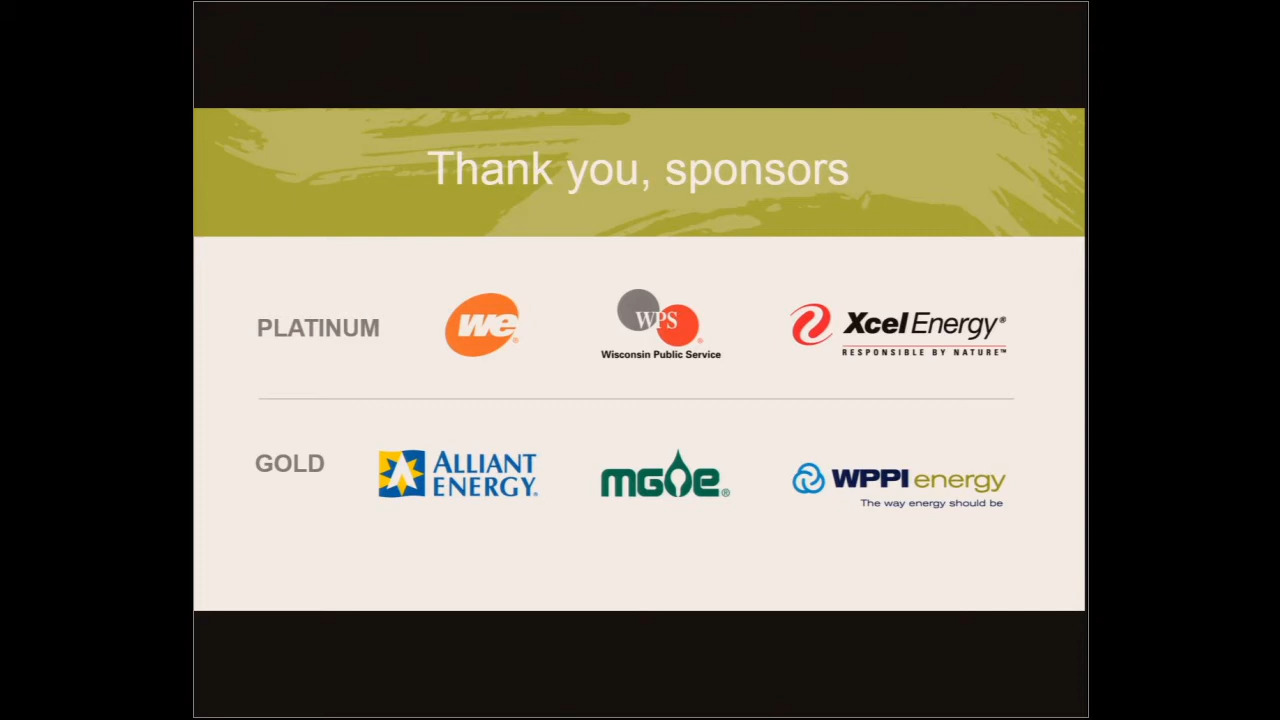 Thank you, sponsors
PLATINUM
we®
WPS®
Wisconsin Public Service
Xcel Energy®
RESPONSIBLE BY NATURE™
GOLD
ALLIANT
ENERGY®
mge®
WPPI energy
The way energy should be